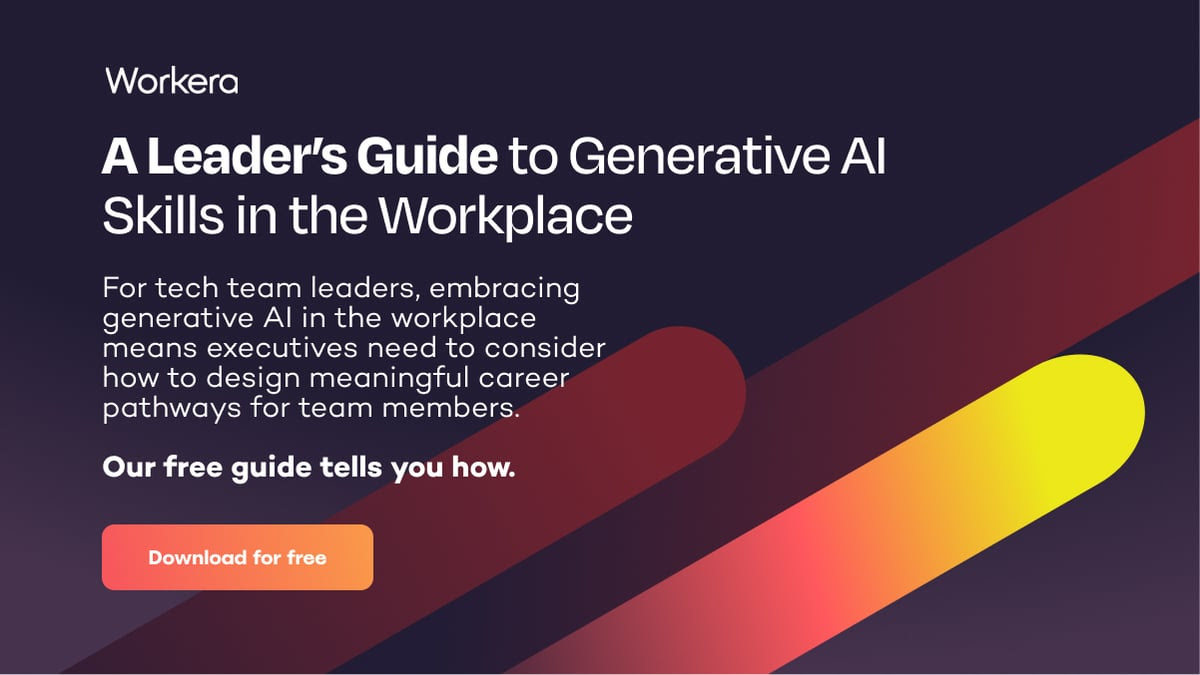 Workera
A Leader’s Guide to Generative AI
Skills in the Workplace
For tech team leaders, embracing
generative AI in the workplace
means executives need to consider
how to design meaningful career
pathways for team members.
Our free guide tells you how.
Download for free